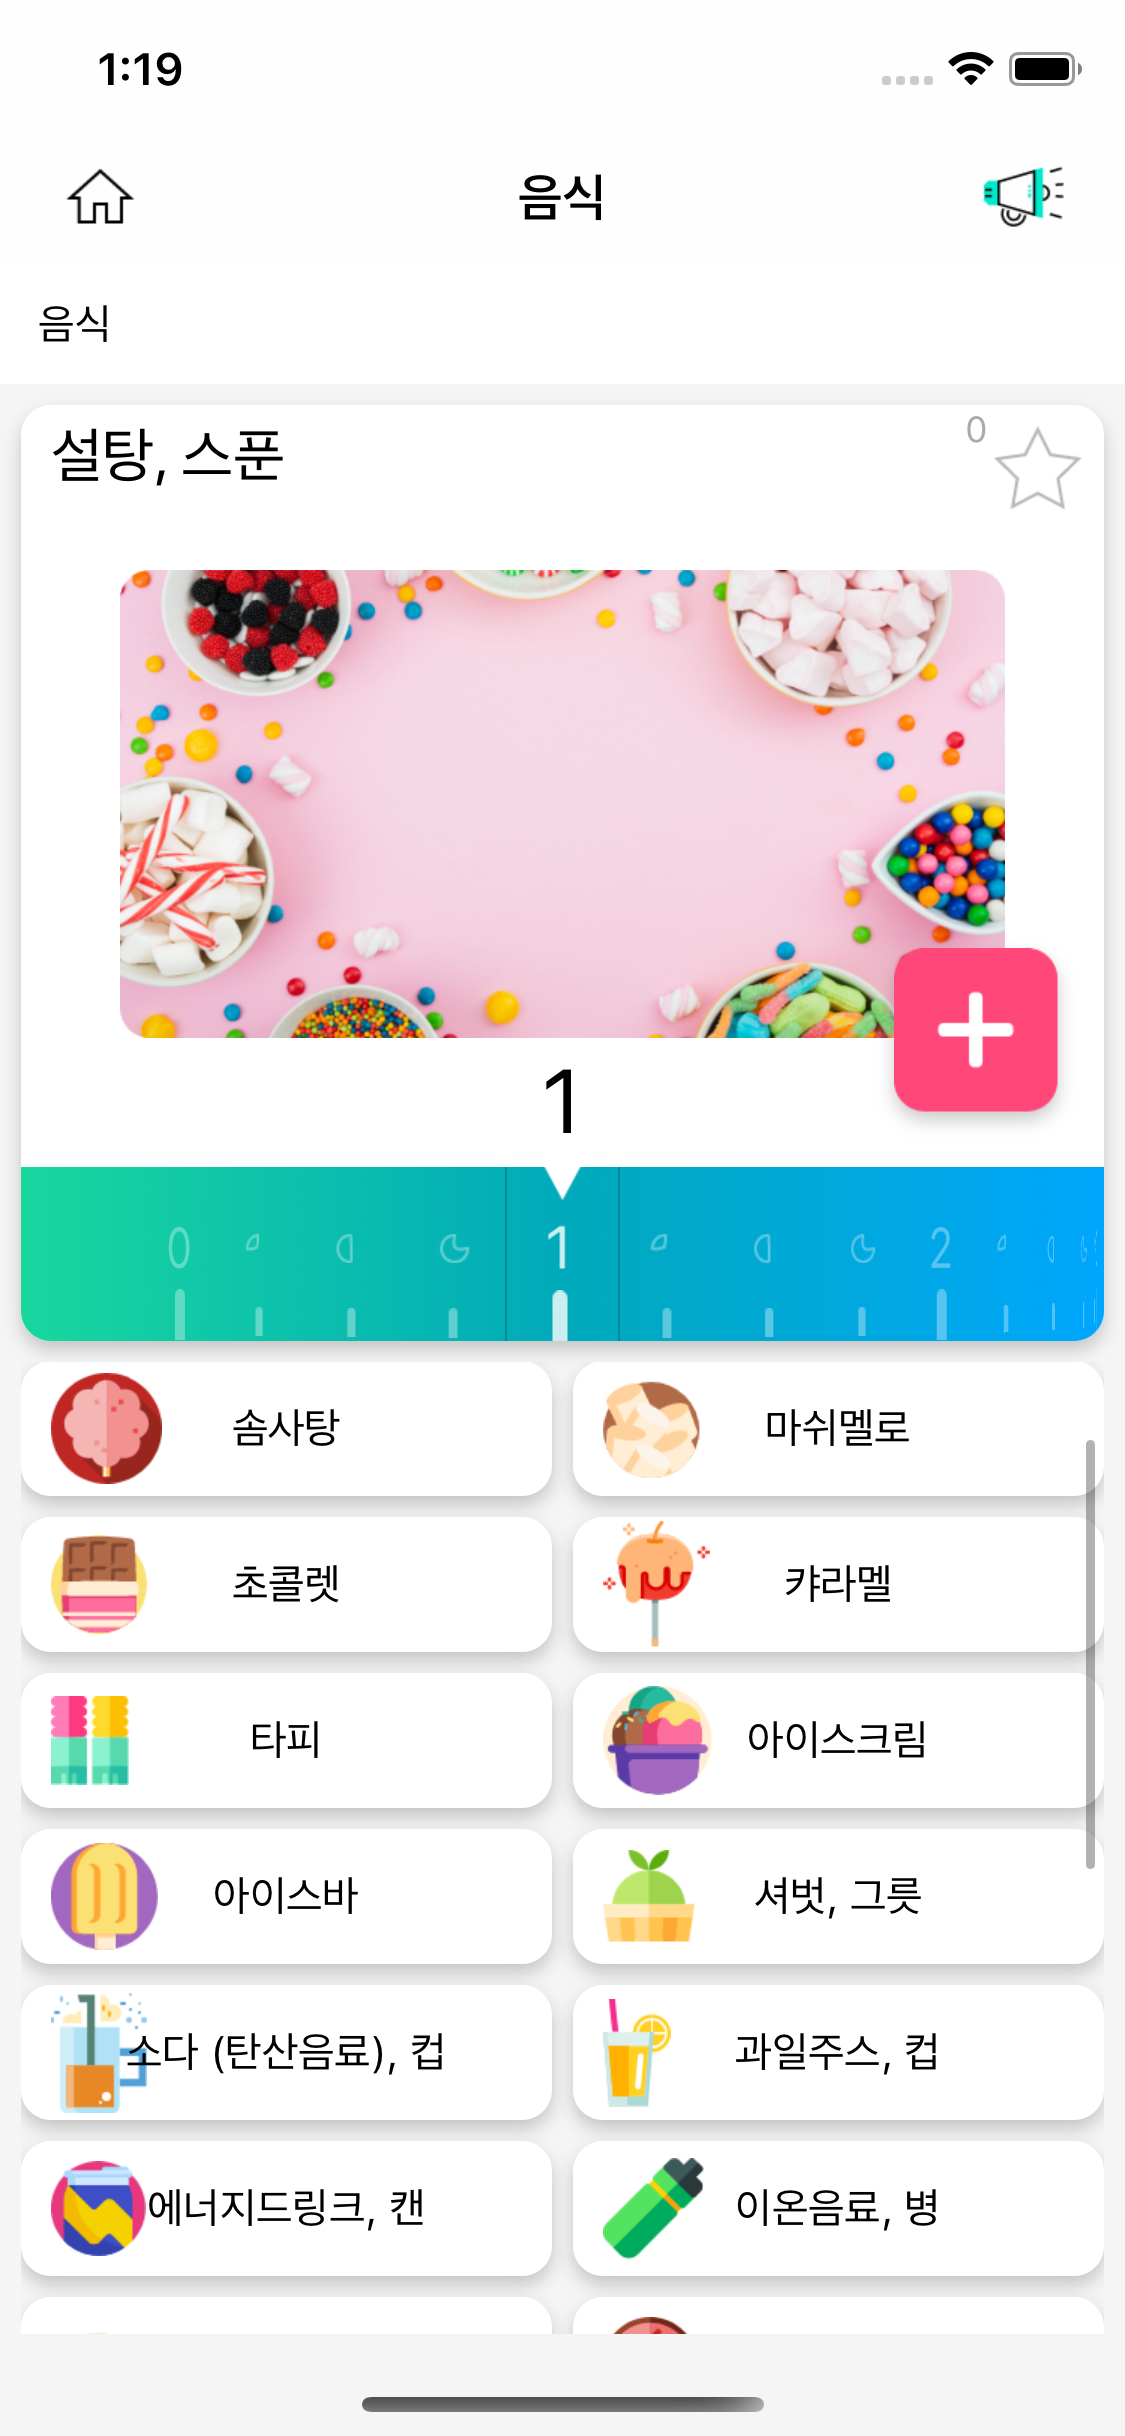 1:19
음식
음식
설탕, 스푼
0
1
0
1
2
솜사탕
마쉬멜로
초콜렛
캬라멜
타피
아이스크림
아이스바
셔벗, 그릇
소다 (탄산음료), 컵
과일주스, 컵
에너지드링크, 캔
이온음료, 병